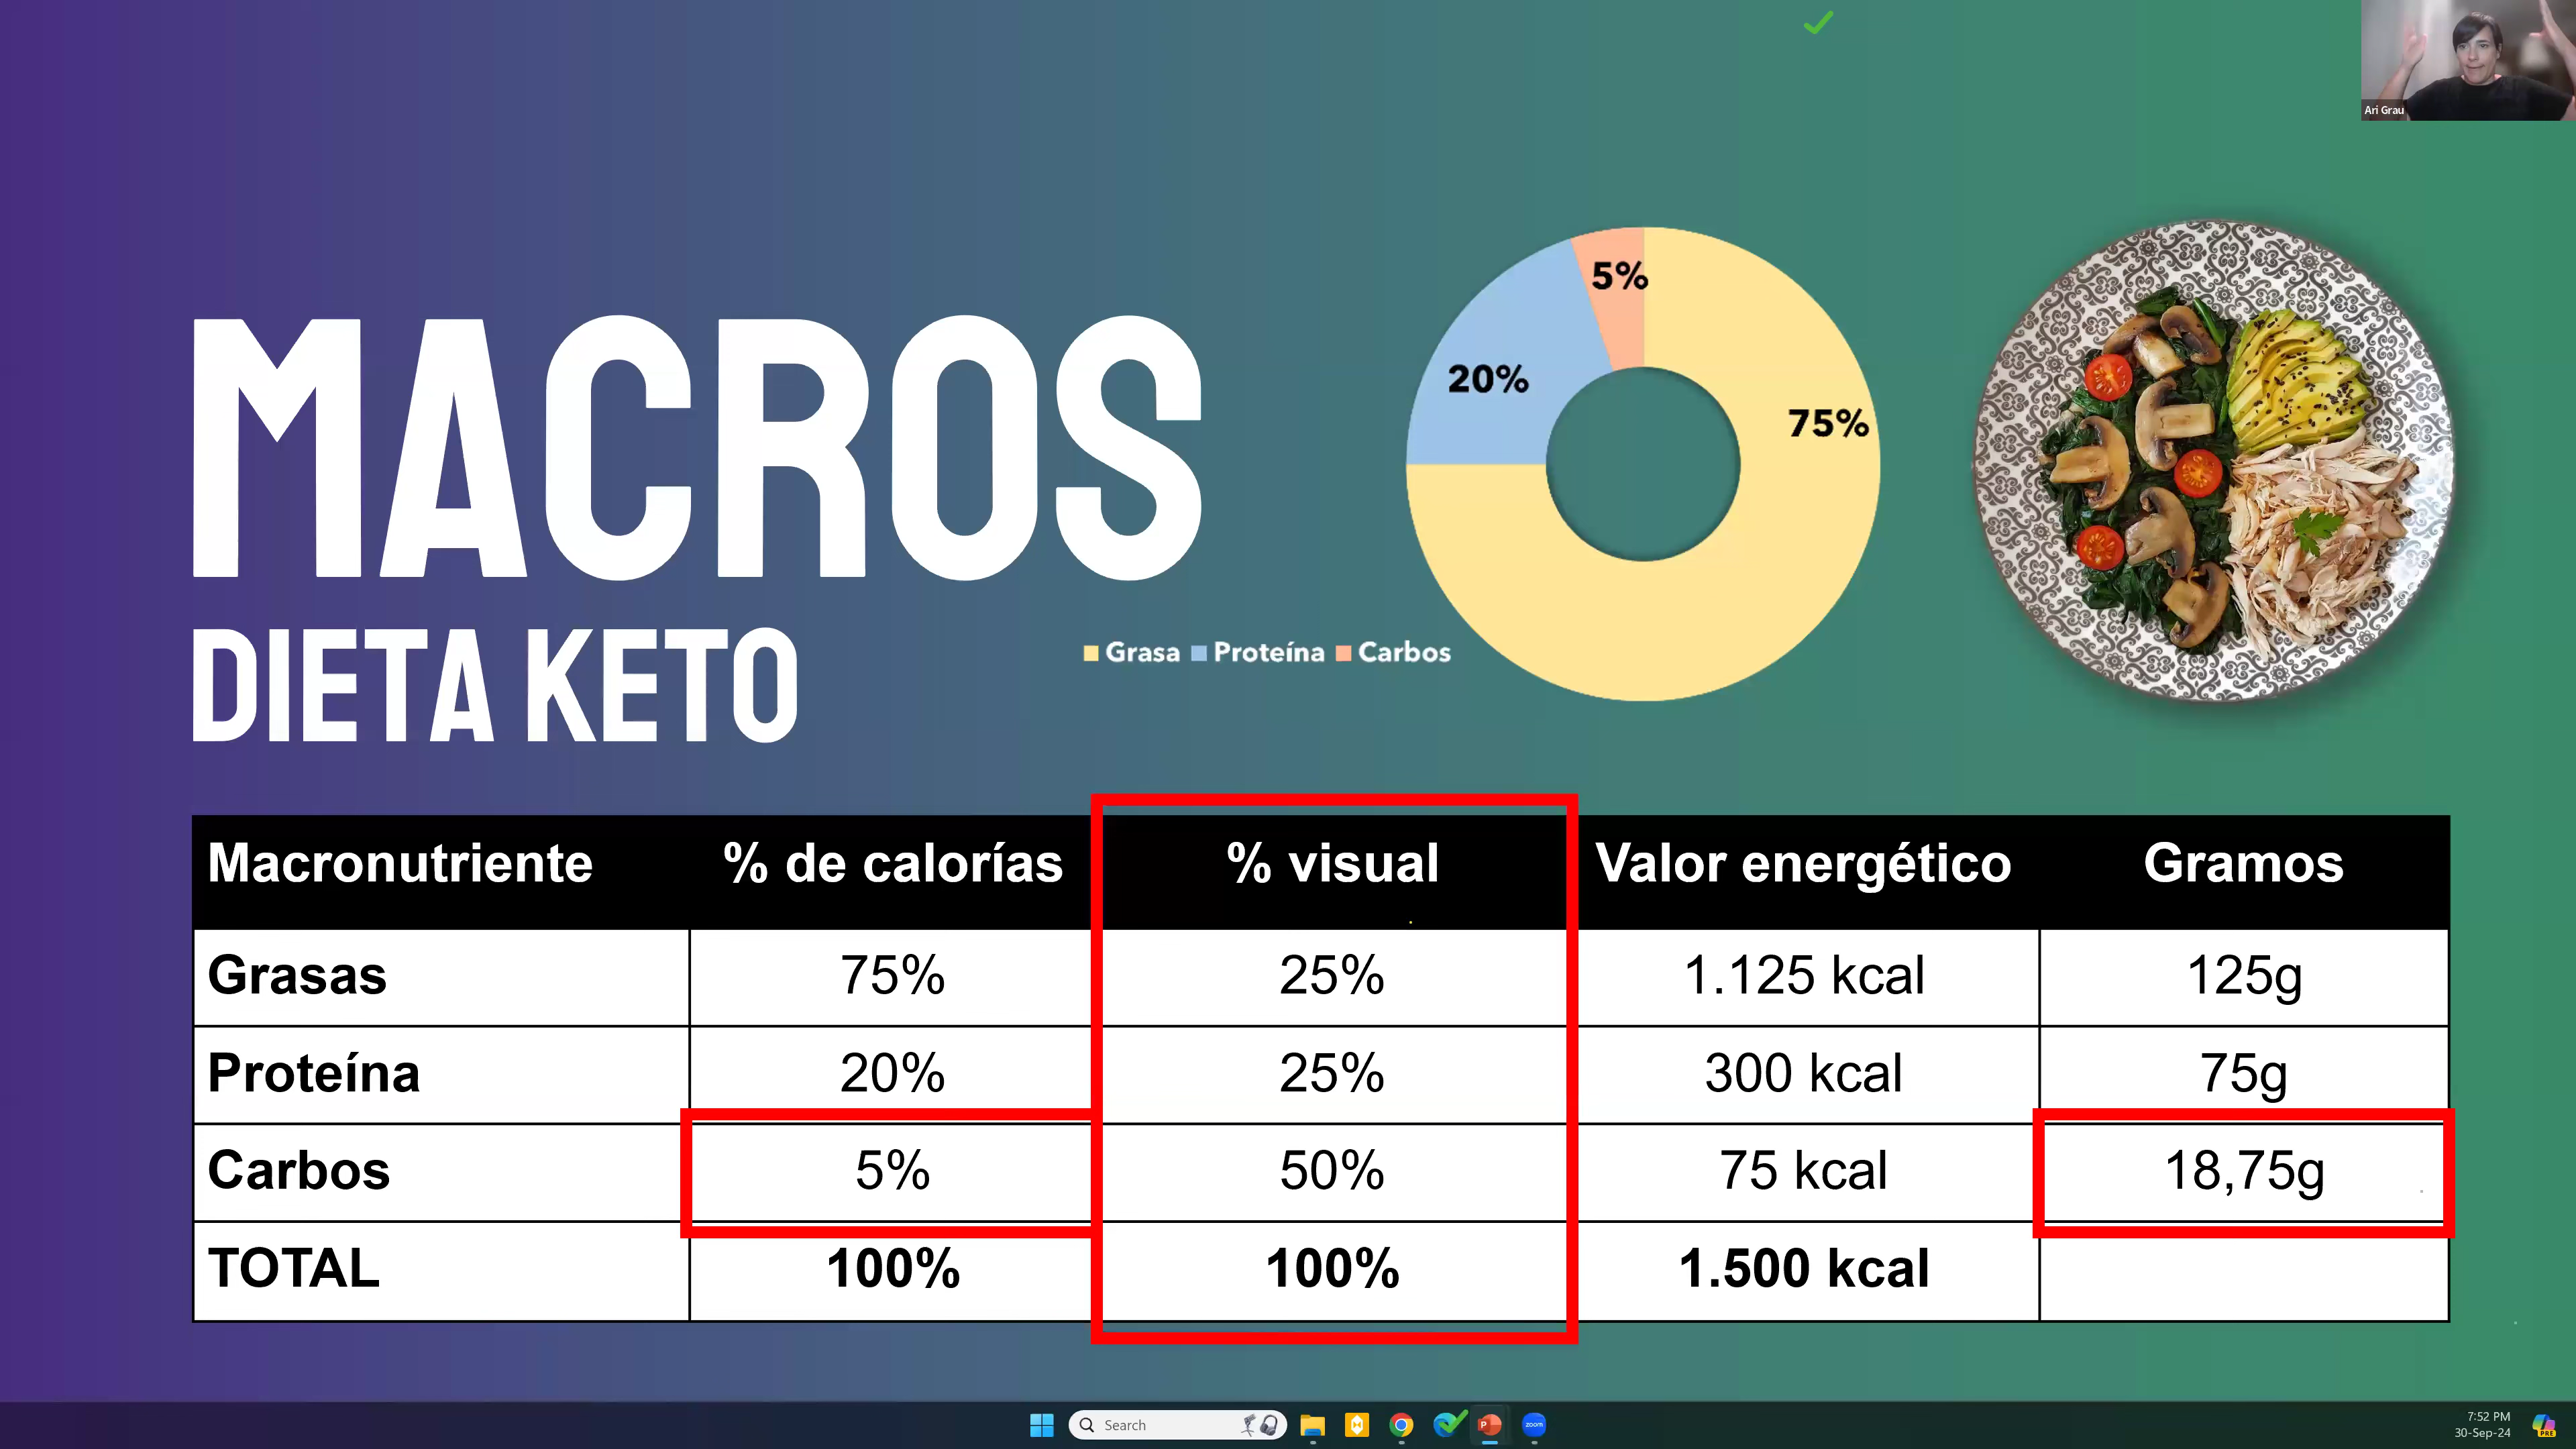 Ari Grau
MACROS
DIETA KETO
5%
20%
75%
Grasa Proteína Carbos
Macronutriente % de calorías % visual Valor energético Gramos
Grasas 75% 25% 1.125 kcal 125g
Proteína 20% 25% 300 kcal 75g
Carbos 5% 50% 75 kcal 18,75g
TOTAL 100% 100% 1.500 kcal
Search
zoom
7:52 PM
30-Sep-24
PRE